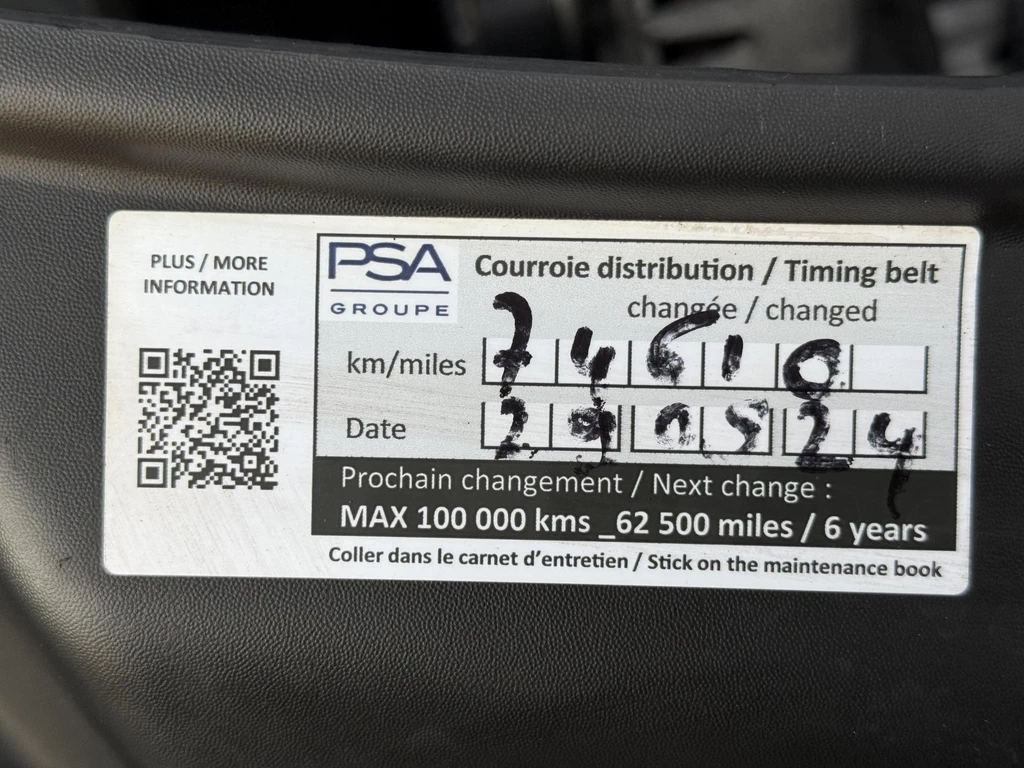 PLUS / MORE
INFORMATION
PSA
GROUPE
Courroie distribution / Timing belt
changée / changed
km/miles 74610
Date 29 05 24
Prochain changement / Next change :
MAX 100 000 kms _62 500 miles / 6 years
Coller dans le carnet d'entretien / Stick on the maintenance book